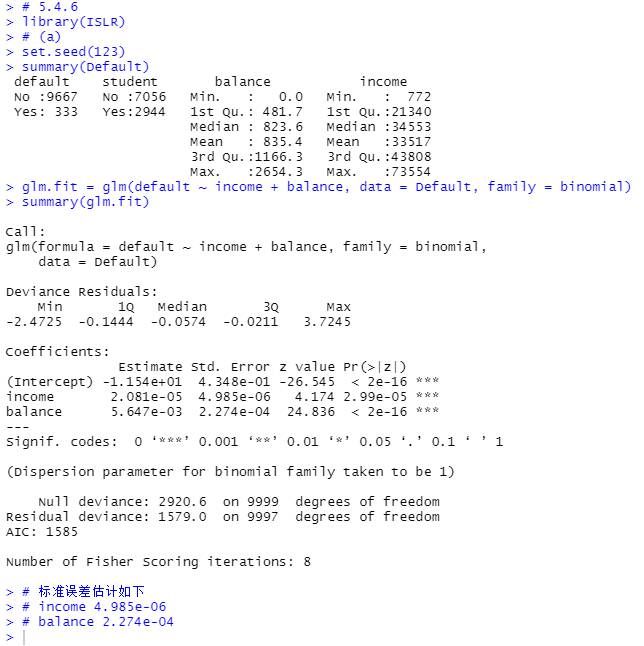 > # 5.4.6
> library(ISLR)
> # (a)
> set.seed(123)
> summary(Default)
 default    student       balance           income
 No :9667   No :7056   Min.   :   0.0   Min.   :  772
 Yes: 333   Yes:2944   1st Qu.: 481.7   1st Qu.:21340
                       Median : 823.6   Median :34553
                       Mean   : 835.4   Mean   :33517
                       3rd Qu.:1166.3   3rd Qu.:43808
                       Max.   :2654.3   Max.   :73554
> glm.fit = glm(default ~ income + balance, data = Default, family = binomial)
> summary(glm.fit)
Call:
glm(formula = default ~ income + balance, family = binomial,
    data = Default)
Deviance Residuals:
    Min       1Q   Median       3Q      Max
-2.4725  -0.1444  -0.0574  -0.0211   3.7245
Coefficients:
              Estimate Std. Error z value Pr(>|z|)
(Intercept) -1.154e+01  4.348e-01 -26.545  < 2e-16 ***
income       2.081e-05  4.985e-06   4.174 2.99e-05 ***
balance      5.647e-03  2.274e-04  24.836  < 2e-16 ***
---
Signif. codes:  0 ‘***’ 0.001 ‘**’ 0.01 ‘*’ 0.05 ‘.’ 0.1 ‘ ’ 1
(Dispersion parameter for binomial family taken to be 1)
    Null deviance: 2920.6  on 9999  degrees of freedom
Residual deviance: 1579.0  on 9997  degrees of freedom
AIC: 1585
Number of Fisher Scoring iterations: 8
> # 标准误差估计如下
> # income 4.985e-06
> # balance 2.274e-04
>